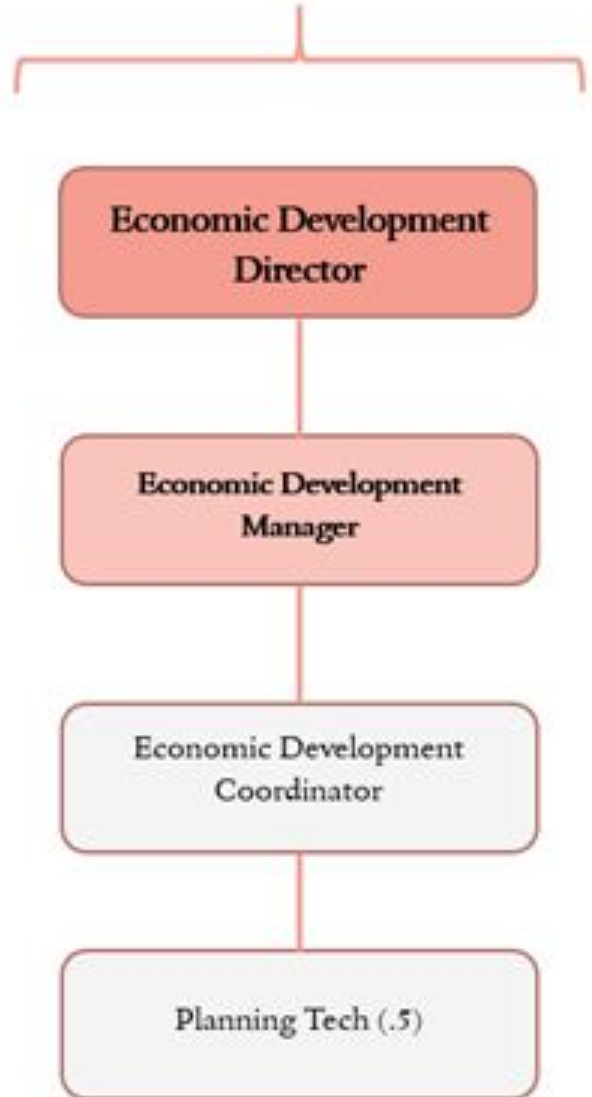 Economic Development
Director
Economic Development
Manager
Economic Development
Coordinator
Planning Tech (.5)